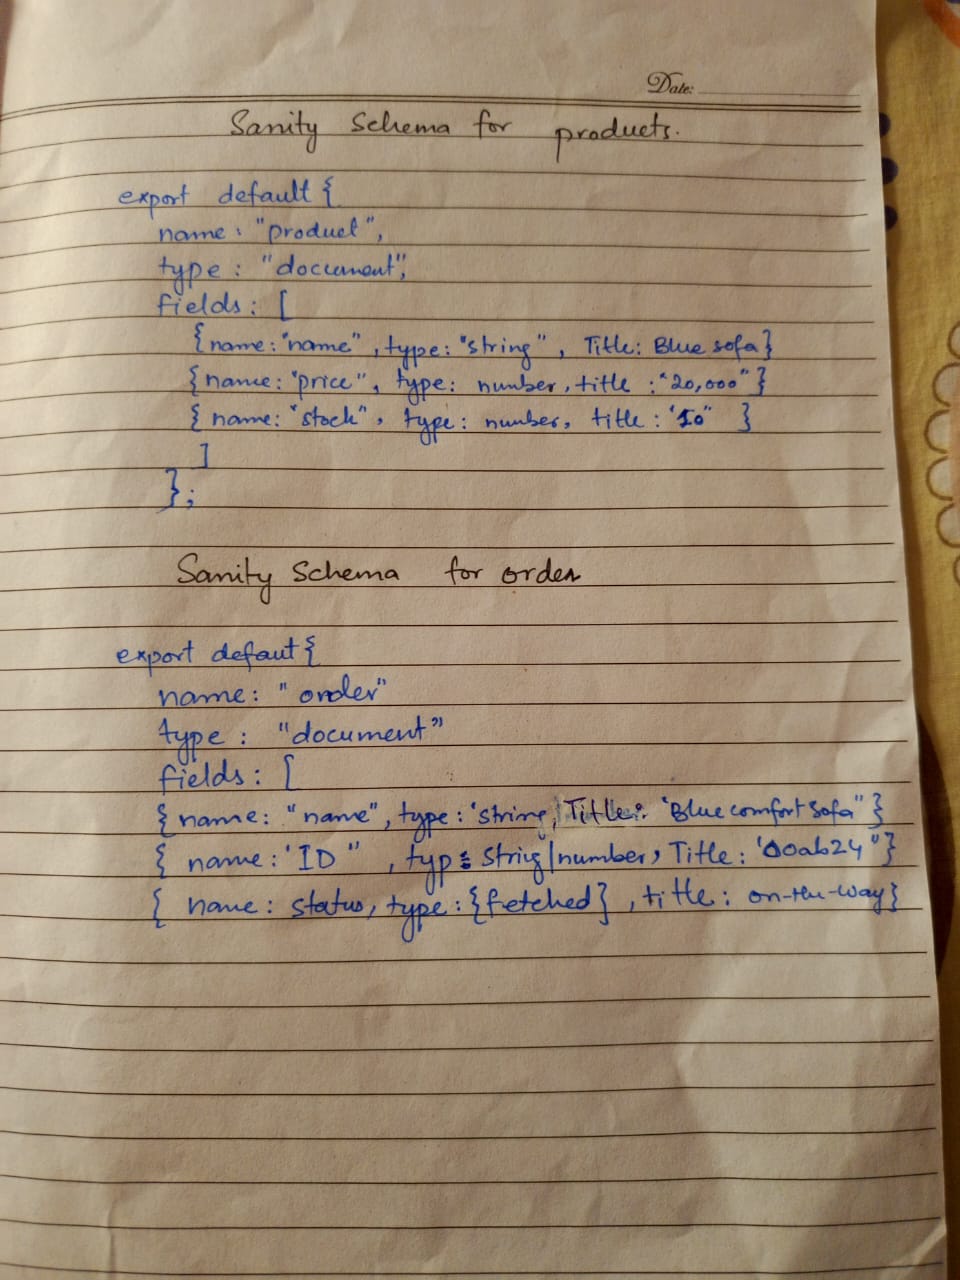 Date:
Sanity Schema for products.
export default {
name: "product",
type: "document",
fields: [
{name: "name", type: "string", Title: Blue sofa}
{name: "price", type: number, title: "20,000"}
{name: "stock", type: number, title: '10" }
]
};
Sanity Schema for order
export defaut {
name: "order"
type: "document"
fields: [
{ name: "name", type: 'string, Title: 'Blue comfort sofa" }
{ name: 'ID", typ: strig|number, Title: '00ab24"}
{ name: status, type: {fetched}, title: on-the-way}